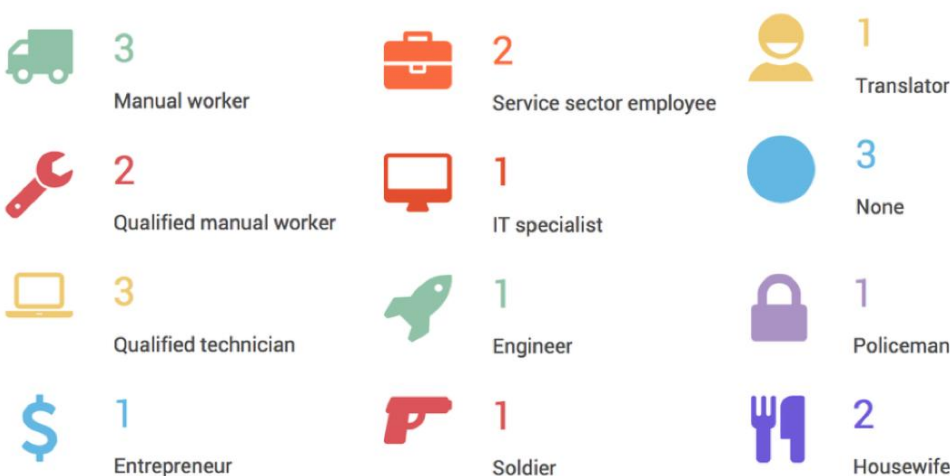 3
Manual worker
2
Service sector employee
1
Translator
2
Qualified manual worker
1
IT specialist
3
None
3
Qualified technician
1
Engineer
1
Policeman
$
1
Entrepreneur
1
Soldier
2
Housewife